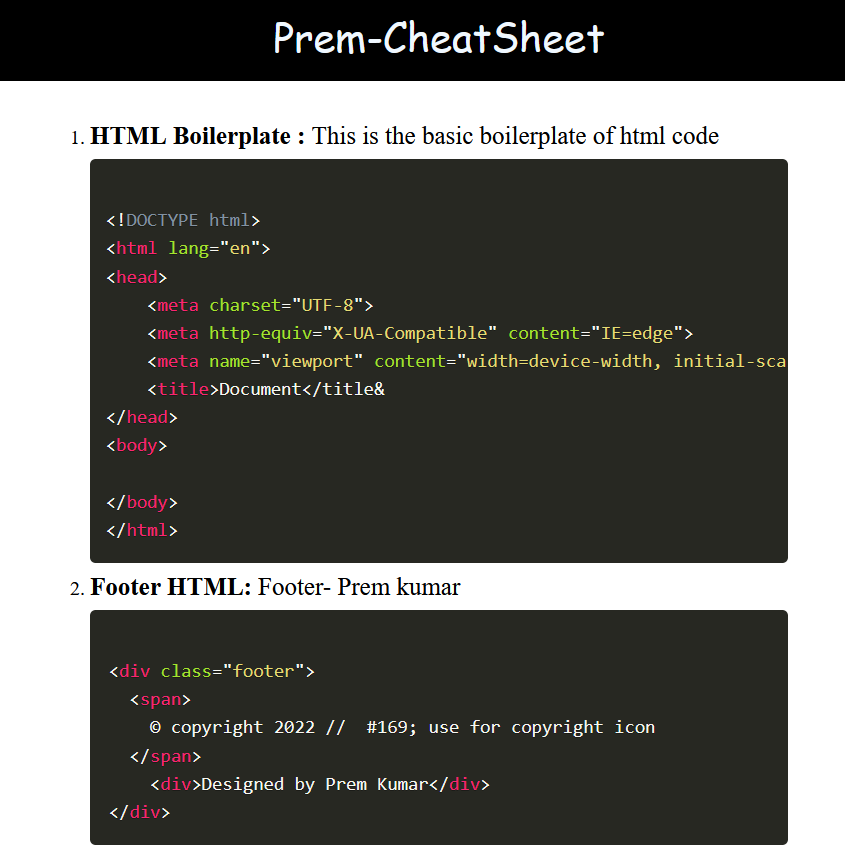 Prem-CheatSheet
1. HTML Boilerplate : This is the basic boilerplate of html code
<!DOCTYPE html>
<html lang="en">
<head>
    <meta charset="UTF-8">
    <meta http-equiv="X-UA-Compatible" content="IE=edge">
    <meta name="viewport" content="width=device-width, initial-sca
    <title>Document</title&
</head>
<body>
</body>
</html>
2. Footer HTML: Footer- Prem kumar
<div class="footer">
  <span>
    © copyright 2022 //  #169; use for copyright icon
  </span>
    <div>Designed by Prem Kumar</div>
</div>